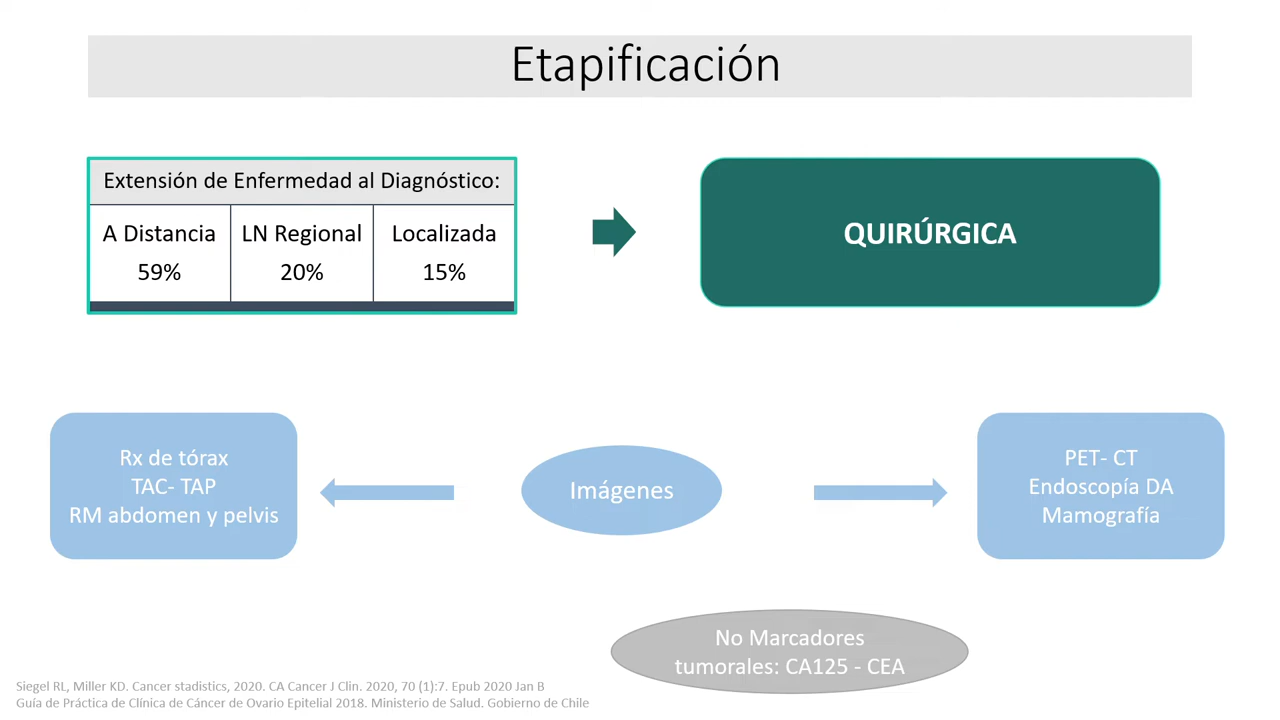 Etapificación
Extensión de Enfermedad al Diagnóstico:
A Distancia LN Regional Localizada
59% 20% 15%
QUIRÚRGICA
Rx de tórax
TAC- TAP
RM abdomen y pelvis
Imágenes
PET- CT
Endoscopía DA
Mamografía
No Marcadores
tumorales: CA125 - CEA
Siegel RL, Miller KD. Cancer stadistics, 2020. CA Cancer J Clin. 2020, 70 (1):7. Epub 2020 Jan B
Guía de Práctica de Clínica de Cáncer de Ovario Epitelial 2018. Ministerio de Salud. Gobierno de Chile